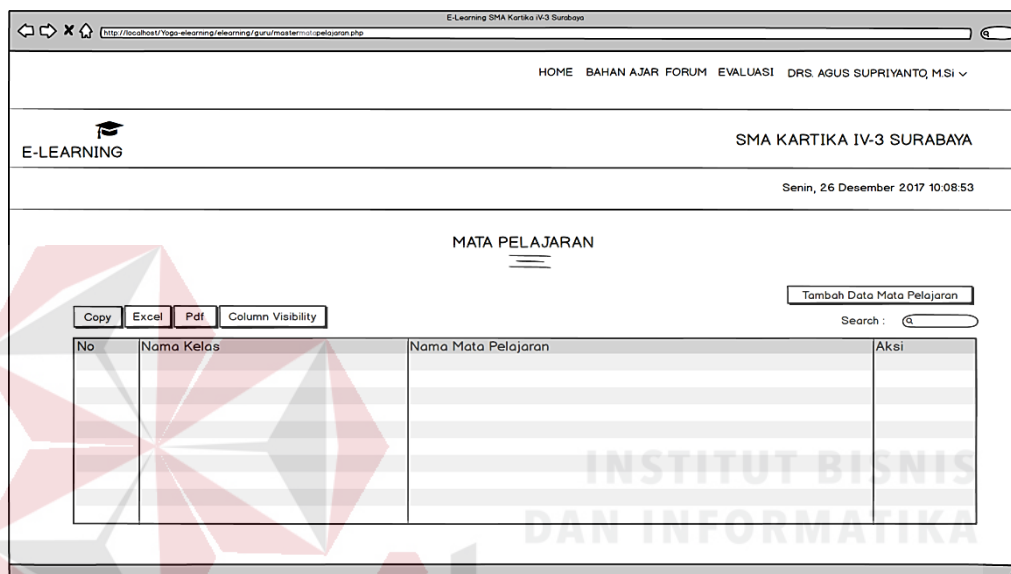 E-Learning SMA Kartika iV-3 Surabaya
http://localhost/Yoga-elearning/elearning/guru/mastermatapelajaran.php
HOME BAHAN AJAR FORUM EVALUASI DRS. AGUS SUPRIYANTO, M.Si
E-LEARNING
SMA KARTIKA IV-3 SURABAYA
Senin, 26 Desember 2017 10:08:53
MATA PELAJARAN
Tambah Data Mata Pelajaran
Copy Excel Pdf Column Visibility
Search :
No Nama Kelas Nama Mata Pelajaran Aksi
INSTITUT BISNIS
DAN INFORMATIKA